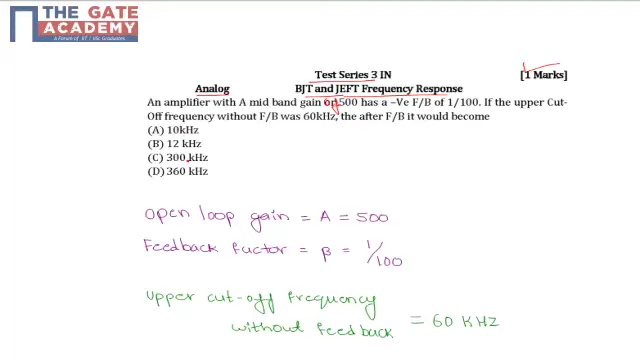 THE GATE
ACADEMY
A Forum of IIT / IISc Graduates
Test Series 3 IN
[1 Marks]
Analog
BJT and JEFT Frequency Response
An amplifier with A mid band gain of 500 has a –Ve F/B of 1/100. If the upper Cut-
Off frequency without F/B was 60kHz, the after F/B it would become
(A) 10kHz
(B) 12 kHz
(C) 300 kHz
(D) 360 kHz
open loop gain = A = 500
Feedback factor = β = 1/100
upper cut-off frequency
without feedback = 60 KHZ